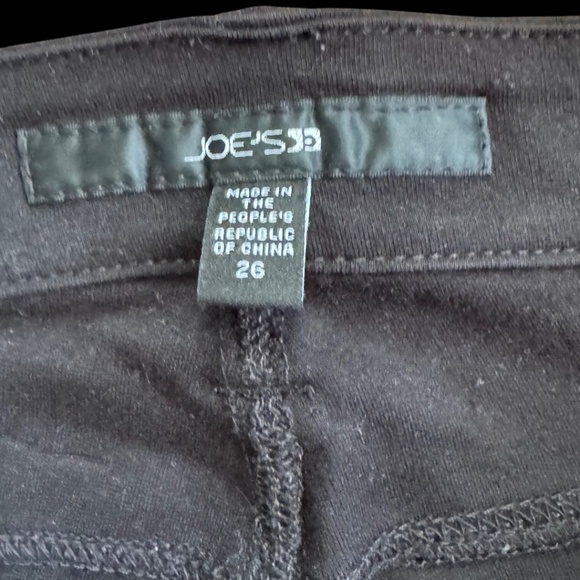 JOE'S
MADE IN
THE
PEOPLE'S
REPUBLIC
OF CHINA
26